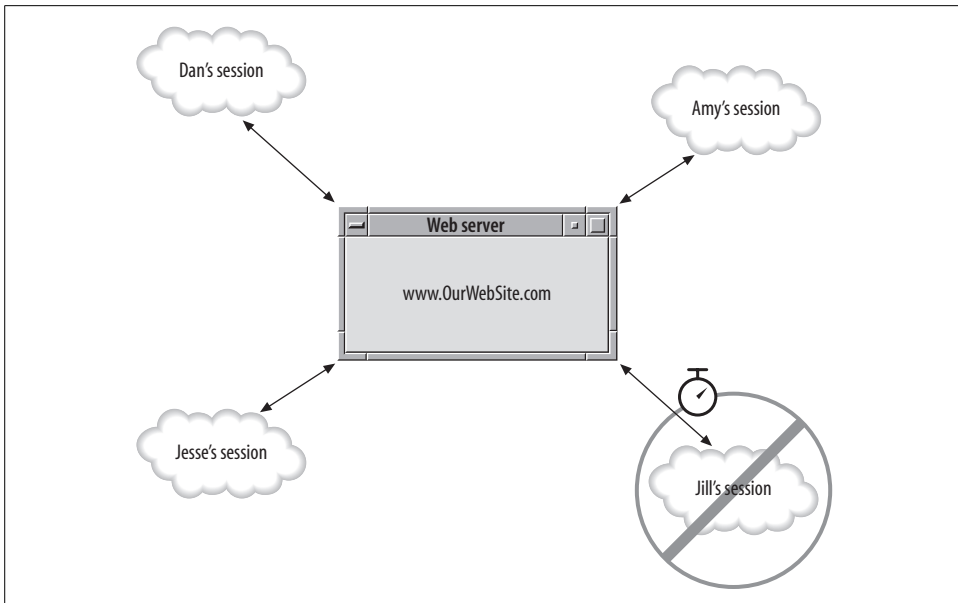 Dan's session
Amy's session
Web server
www.OurWebSite.com
Jesse's session
Jill's session